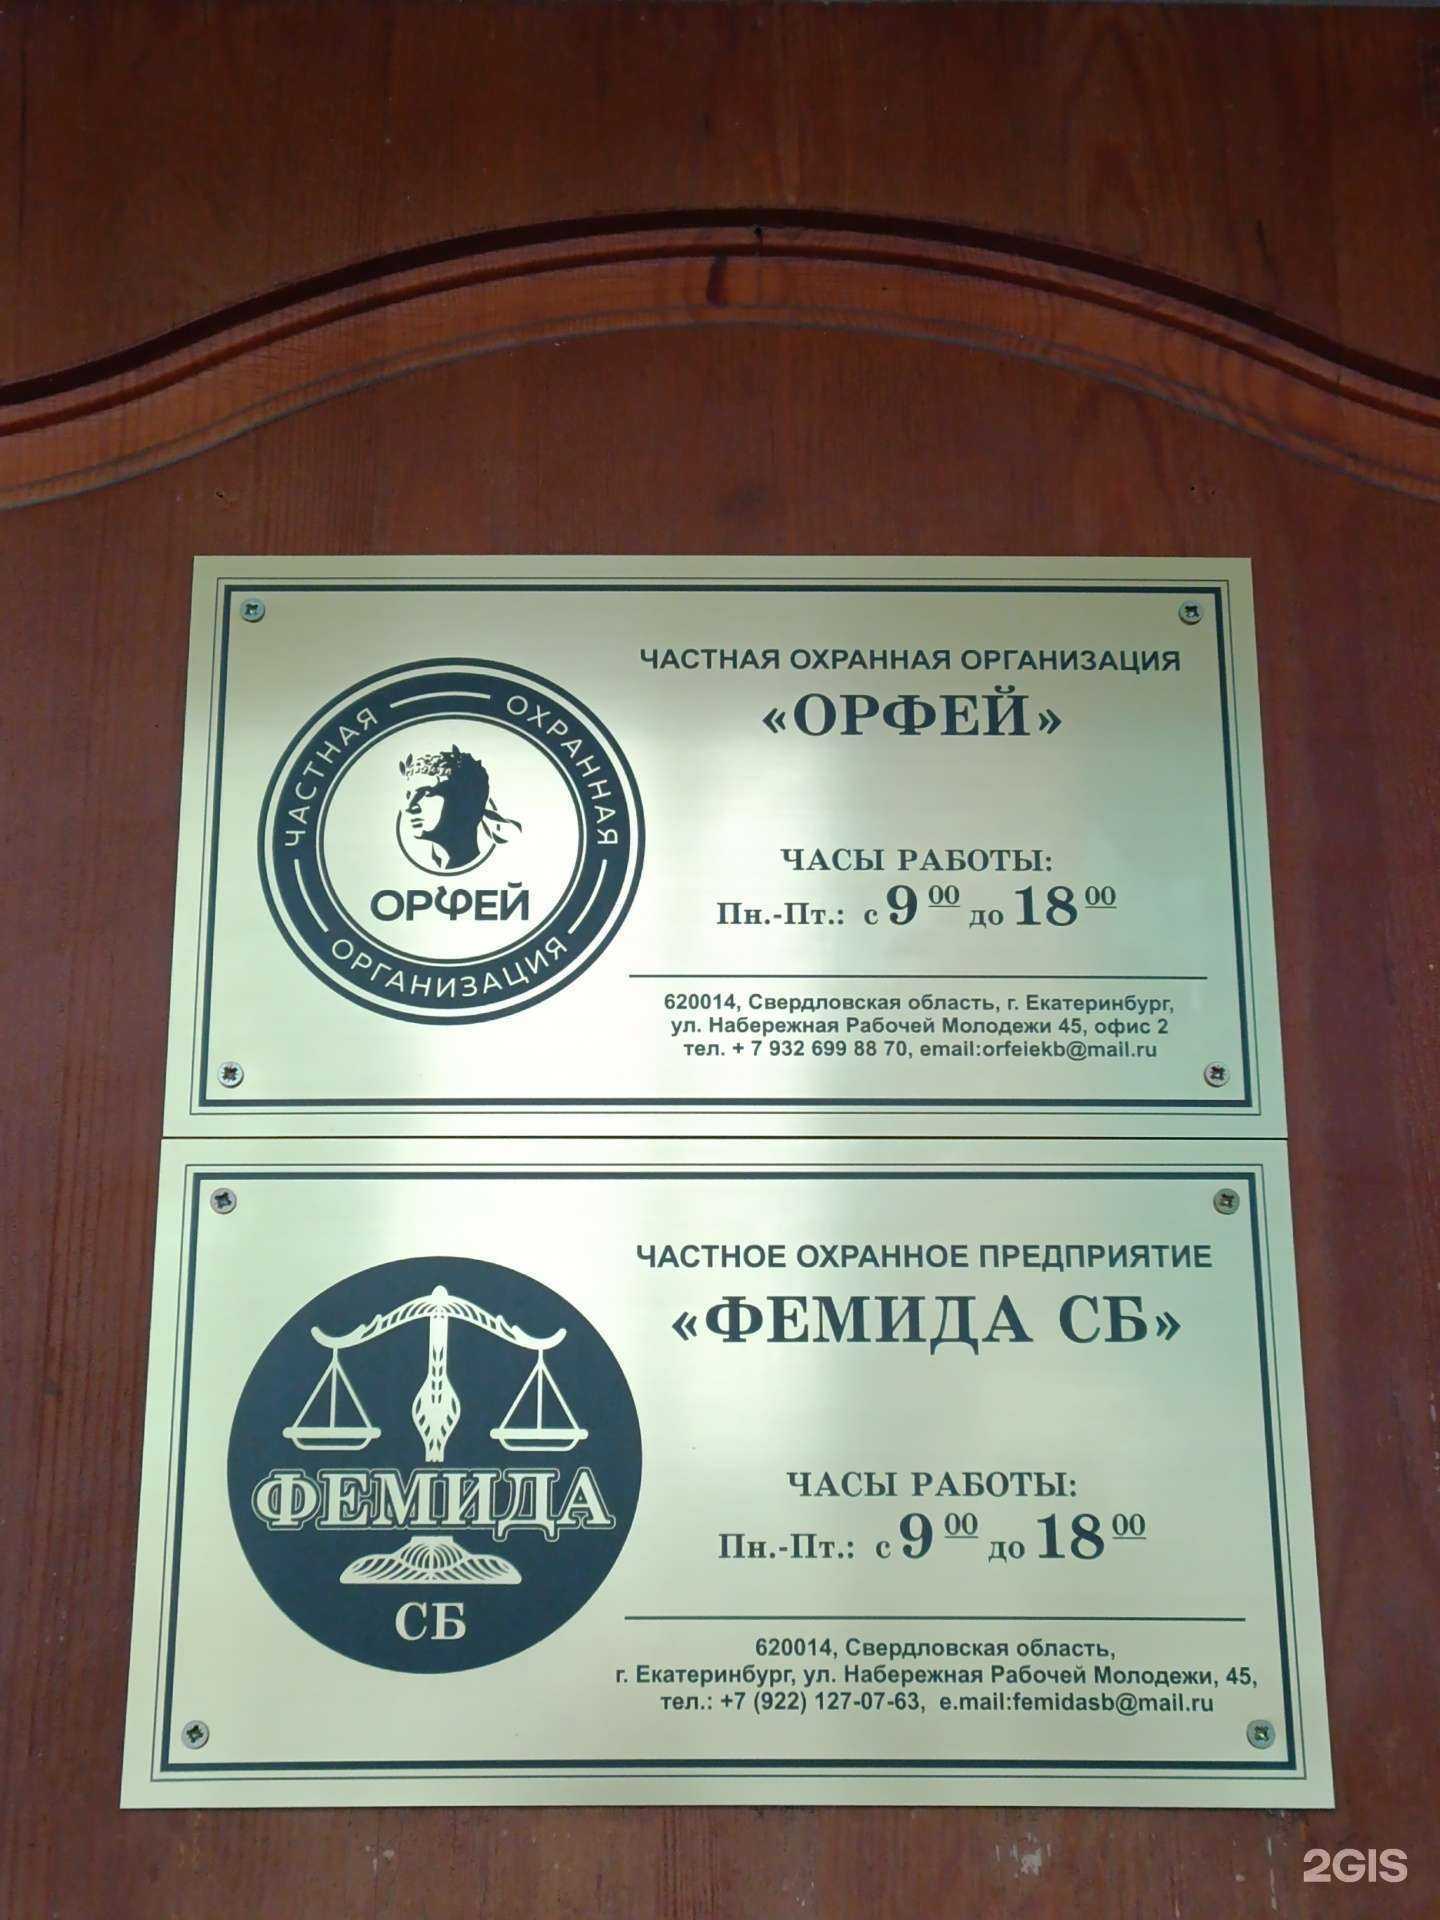 ЧАСТНАЯ ОХРАННАЯ ОРГАНИЗАЦИЯ
«ОРФЕЙ»
ЧАСТНАЯ ОХРАННАЯ
ОРФЕЙ
ОРГАНИЗАЦИЯ
ЧАСЫ РАБОТЫ:
Пн.-Пт.: с 9 00 до 18 00
620014, Свердловская область, г. Екатеринбург,
ул. Набережная Рабочей Молодежи 45, офис 2
тел. + 7 932 699 88 70, email:orfeiekb@mail.ru
ЧАСТНОЕ ОХРАННОЕ ПРЕДПРИЯТИЕ
«ФЕМИДА СБ»
ФЕМИДА
СБ
ЧАСЫ РАБОТЫ:
Пн.-Пт.: с 9 00 до 18 00
620014, Свердловская область,
г. Екатеринбург, ул. Набережная Рабочей Молодежи, 45,
тел.: +7 (922) 127-07-63, e.mail:femidasb@mail.ru
2GIS